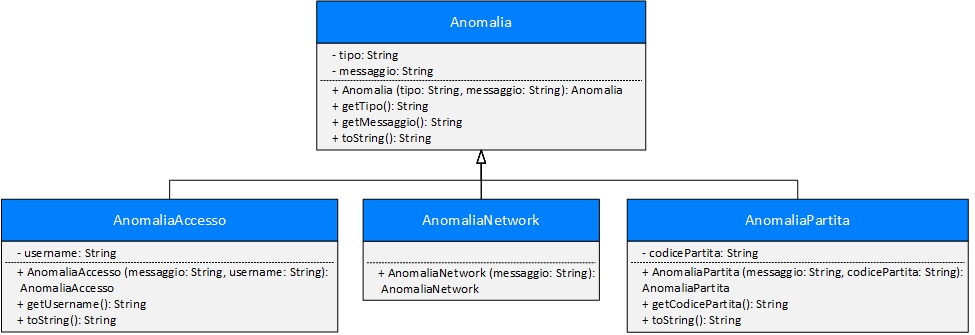 Anomalia
- tipo: String
- messaggio: String
+ Anomalia (tipo: String, messaggio: String): Anomalia
+ getTipo(): String
+ getMessaggio(): String
+ toString(): String
AnomaliaAccesso
- username: String
+ AnomaliaAccesso (messaggio: String, username: String):
AnomaliaAccesso
+ getUsername(): String
+ toString(): String
AnomaliaNetwork
+ AnomaliaNetwork (messaggio: String):
AnomaliaNetwork
AnomaliaPartita
- codicePartita: String
+ AnomaliaPartita (messaggio: String, codicePartita: String):
AnomaliaPartita
+ getCodicePartita(): String
+ toString(): String